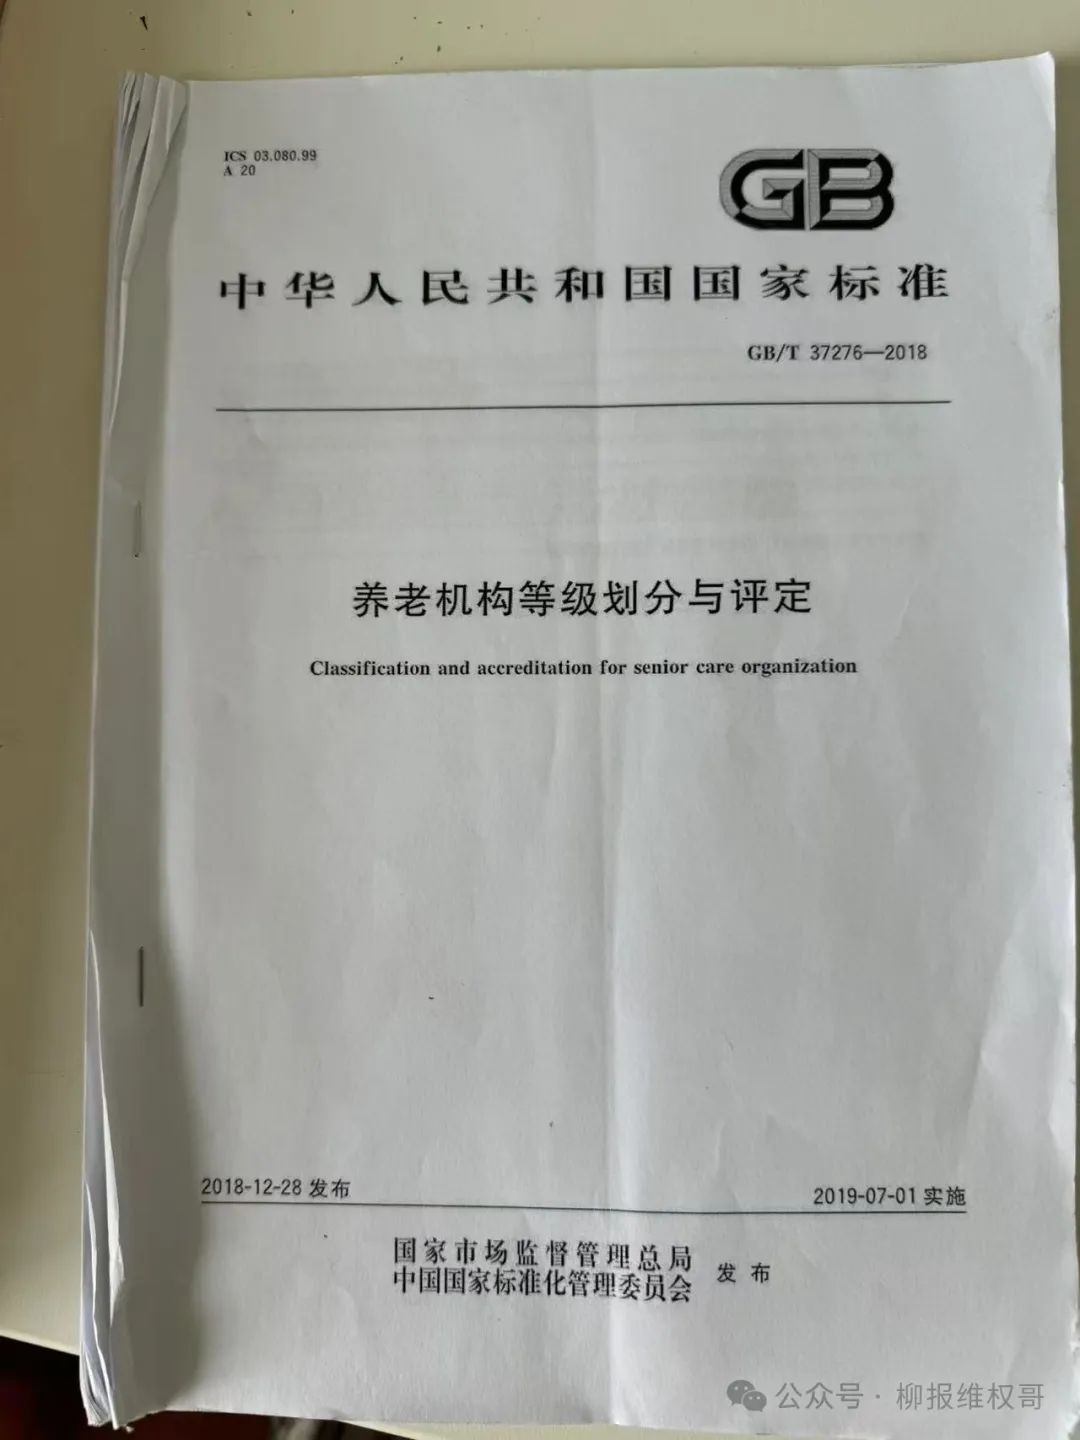 ICS 03.080.99
A 20
GB
中华人民共和国国家标准
GB/T 37276—2018
养老机构等级划分与评定
Classification and accreditation for senior care organization
2018-12-28 发布
2019-07-01 实施
国家市场监督管理总局
中国国家标准化管理委员会
发布
公众号 · 柳报维权哥